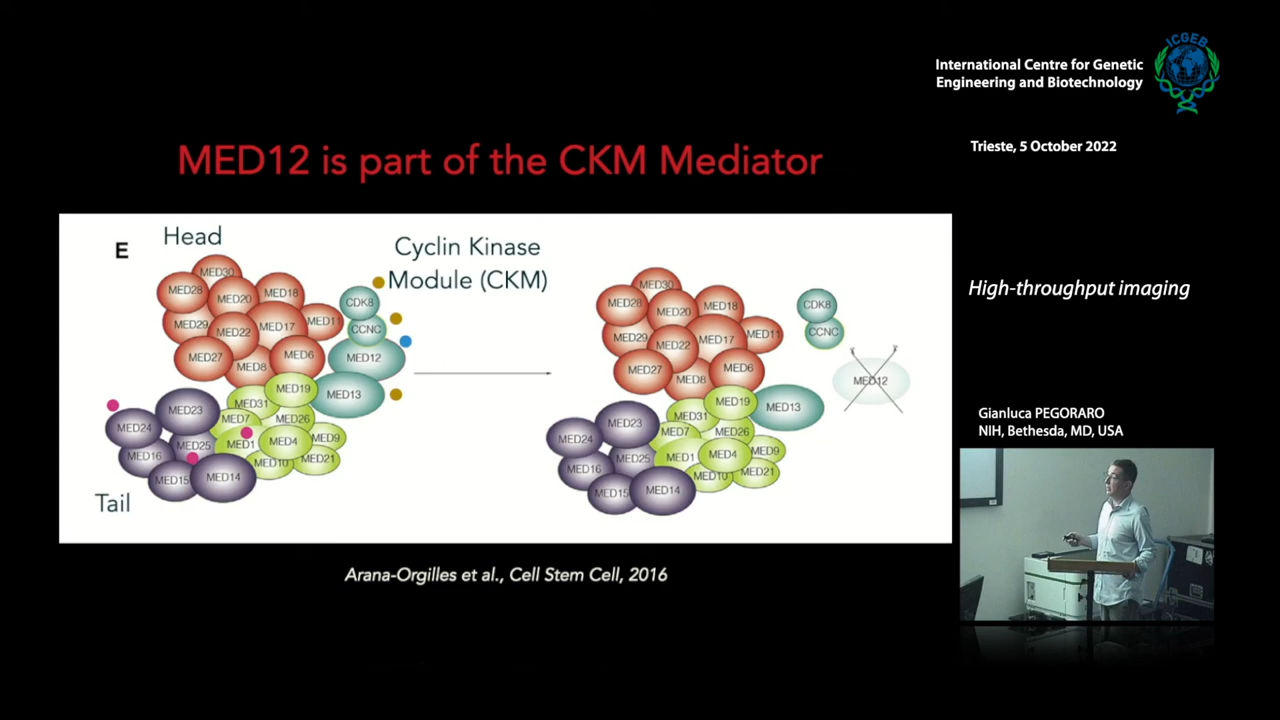 ICGEB
International Centre for Genetic
Engineering and Biotechnology
Trieste, 5 October 2022
MED12 is part of the CKM Mediator
E
Head
Cyclin Kinase
Module (CKM)
MED30
MED28
MED20
MED18
MED29
MED22
MED17
MED11
MED27
MED8
MED6
CDK8
CCNC
MED12
MED13
MED19
MED31
MED7
MED26
MED1
MED4
MED9
MED10
MED21
MED23
MED24
MED25
MED16
MED15
MED14
Tail
MED30
MED28
MED20
MED18
MED29
MED22
MED17
MED11
MED27
MED8
MED6
CDK8
CCNC
MED12
MED13
MED19
MED31
MED7
MED26
MED1
MED4
MED9
MED10
MED21
MED23
MED24
MED25
MED16
MED15
MED14
High-throughput imaging
Gianluca PEGORARO
NIH, Bethesda, MD, USA
Arana-Orgilles et al., Cell Stem Cell, 2016